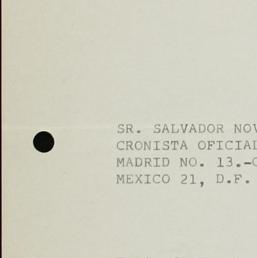 SR. SALVADOR NOV
CRONISTA OFICIAL
MADRID NO. 13.-C
MEXICO 21, D.F.